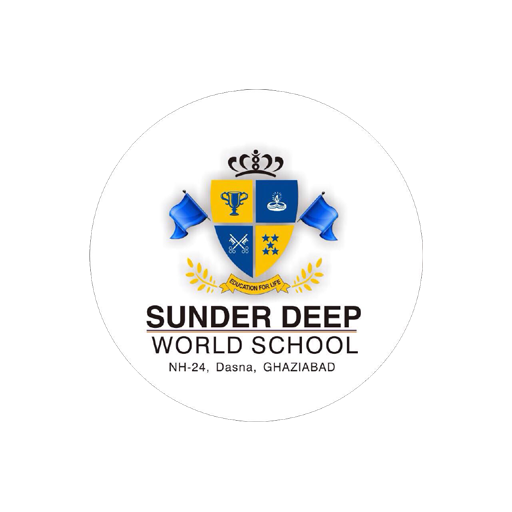 EDUCATION FOR LIFE
SUNDER DEEP
WORLD SCHOOL
NH-24, Dasna, GHAZIABAD